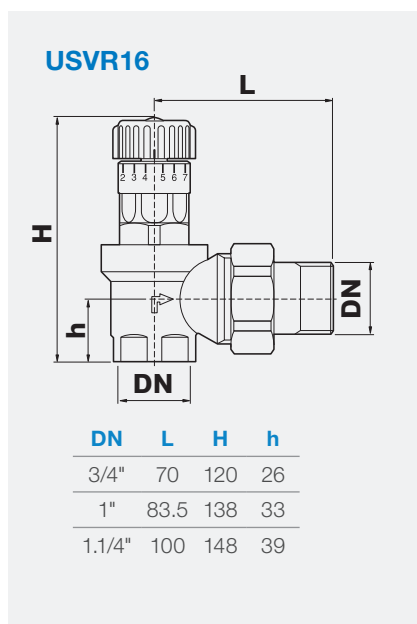 USVR16
L
2 3 4 5 6 7
H
h
DN
DN
DN L H h
3/4" 70 120 26
1" 83.5 138 33
1.1/4" 100 148 39